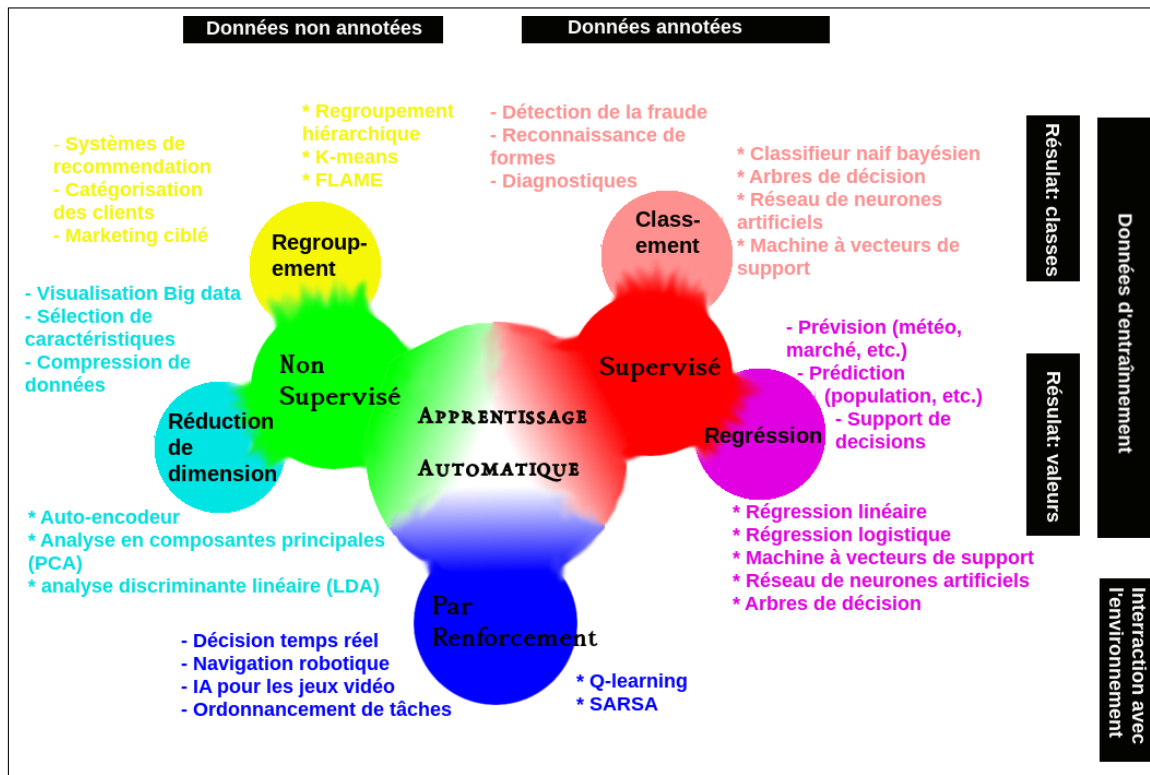 Données non annotées
Données annotées
* Regroupement
hiérarchique
* K-means
* FLAME
- Systèmes de
recommendation
- Catégorisation
des clients
- Marketing ciblé
- Détection de la fraude
- Reconnaissance de
formes
- Diagnostiques
* Classifieur naif bayésien
* Arbres de décision
* Réseau de neurones
artificiels
* Machine à vecteurs de
support
Regroup-
ement
Class-
ement
- Visualisation Big data
- Sélection de
caractéristiques
- Compression de
données
Non
Supervisé
Supervisé
- Prévision (météo,
marché, etc.)
- Prédiction
(population, etc.)
- Support de
decisions
Réduction
de
dimension
Apprentissage
Automatique
Regréssion
* Auto-encodeur
* Analyse en composantes principales
(PCA)
* analyse discriminante linéaire (LDA)
* Régression linéaire
* Régression logistique
* Machine à vecteurs de support
* Réseau de neurones artificiels
* Arbres de décision
Par
Renforcement
- Décision temps réel
- Navigation robotique
- IA pour les jeux vidéo
- Ordonnancement de tâches
* Q-learning
* SARSA
Résulat: classes
Résulat: valeurs
Données d'entraînnement
Interraction avec
l'environnement